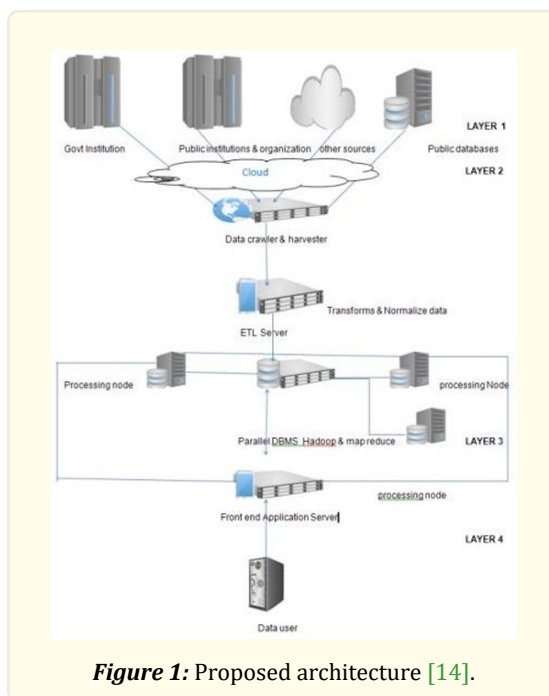 LAYER 1
Govt Institution
Public institutions & organization
other sources
Public databases
Cloud
LAYER 2
Data crawler & harvester
Transforms & Normalize data
ETL Server
Processing node
processing Node
Parallel DBMS Hadoop & map reduce
LAYER 3
processing node
Front end Application Server
LAYER 4
Data user
Figure 1: Proposed architecture [14].